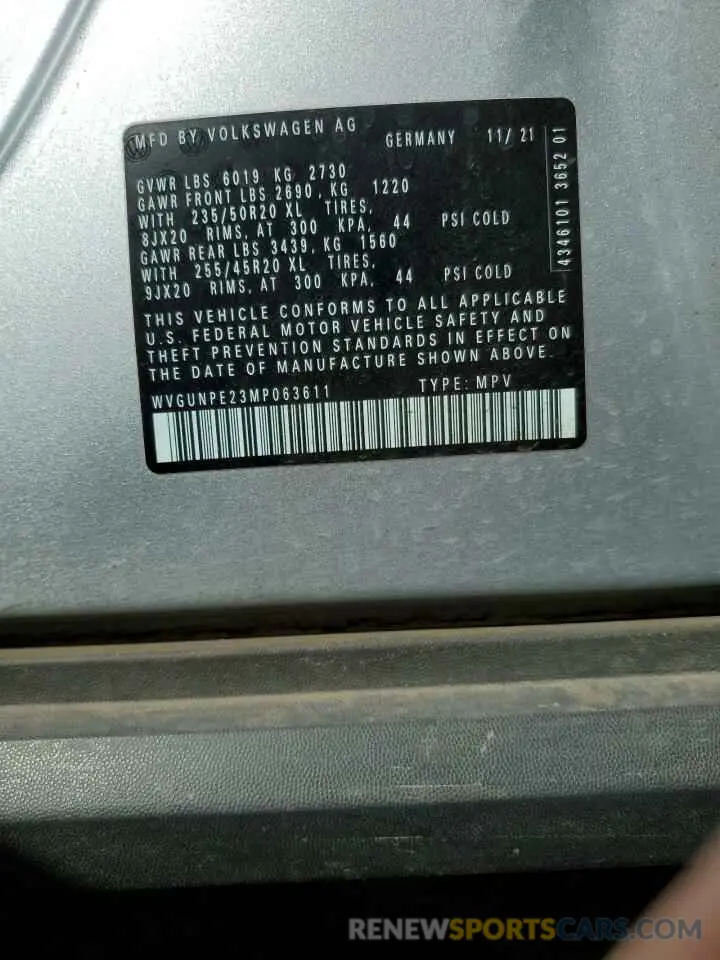 MFD BY VOLKSWAGEN AG GERMANY 11/21
GVWR LBS 6019 KG 2730
GAWR FRONT LBS 2690, KG 1220
WITH 235/50R20 XL TIRES,
8JX20 RIMS, AT 300 KPA, 44 PSI COLD
GAWR REAR LBS 3439, KG 1560
WITH 255/45R20 XL TIRES,
9JX20 RIMS, AT 300 KPA, 44 PSI COLD
THIS VEHICLE CONFORMS TO ALL APPLICABLE
U.S. FEDERAL MOTOR VEHICLE SAFETY AND
THEFT PREVENTION STANDARDS IN EFFECT ON
THE DATE OF MANUFACTURE SHOWN ABOVE.
WVGUNPE23MP063611 TYPE: MPV
4346101 3652 01
RENEWSPORTSCARS.COM